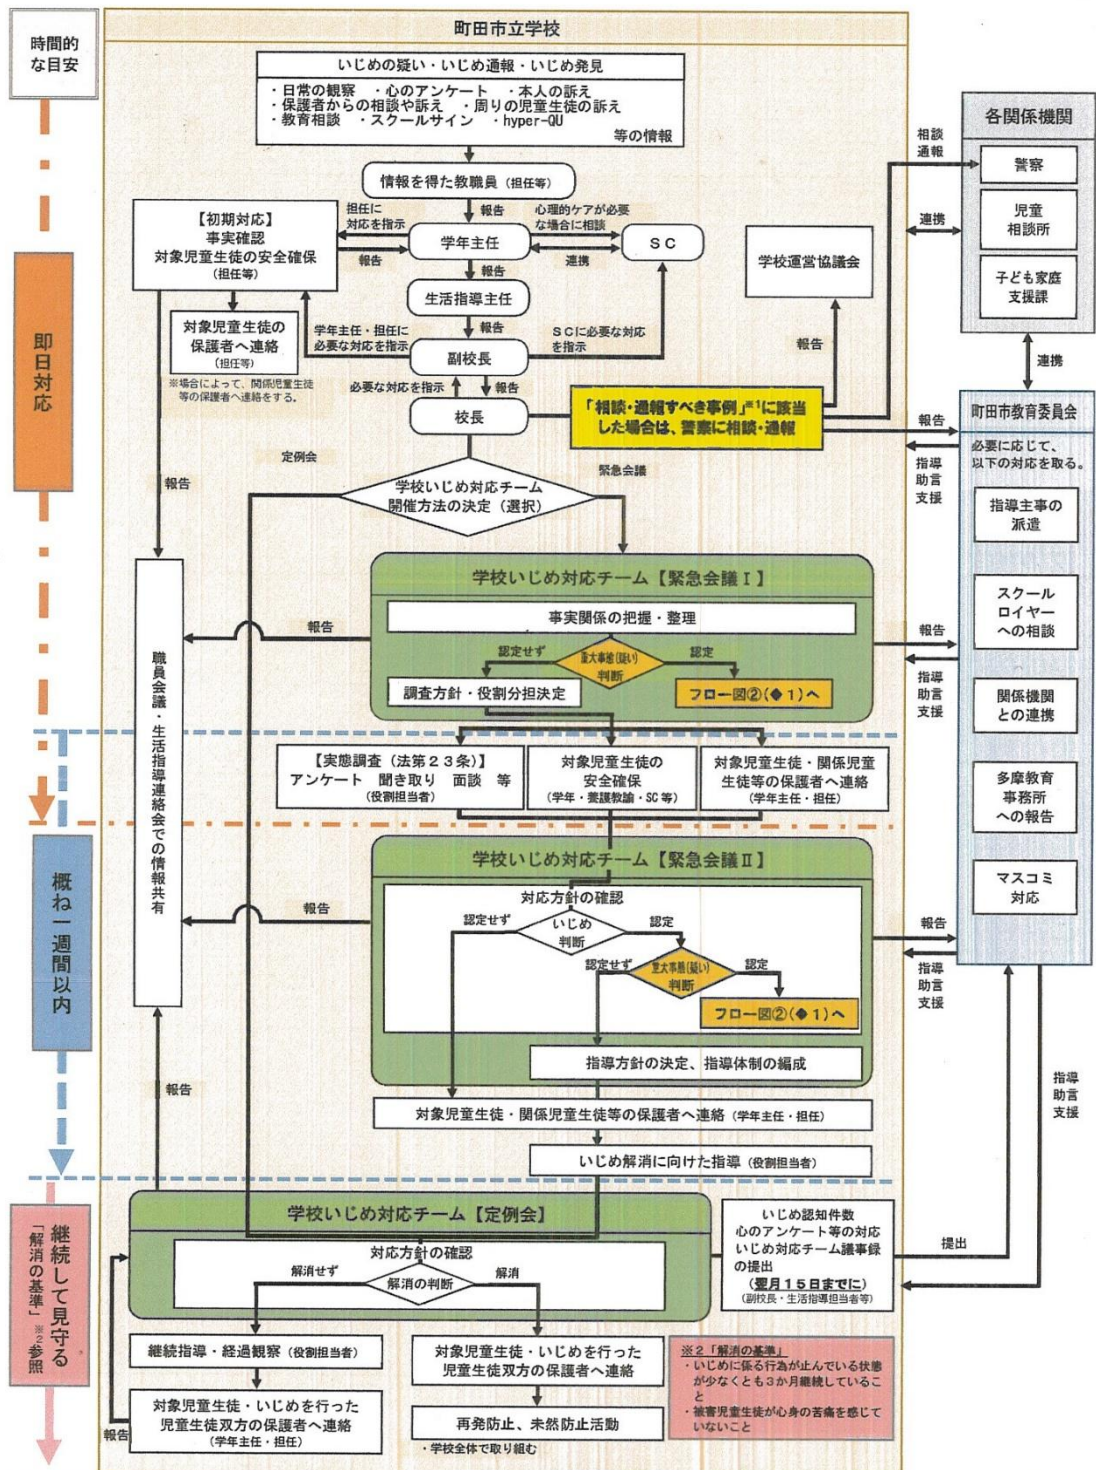 時間的
な目安
町田市立学校
いじめの疑い・いじめ通報・いじめ発見
・日常の観察 ・心のアンケート ・本人の訴え
・保護者からの相談や訴え ・周りの児童生徒の訴え
・教育相談 ・スクールサイン ・hyper-QU
等の情報
情報を得た教職員（担任等）
報告
担任に
対応を指示
心理的ケアが必要
な場合に相談
【初期対応】
事実確認
対象児童生徒の安全確保
（担任等）
報告
学年主任
連携
ＳＣ
報告
生活指導主任
対象児童生徒の
保護者へ連絡
（担任等）
※場合によって、関係児童生徒
等の保護者へ連絡をする。
学年主任・担任に
必要な対応を指示
報告
ＳＣに必要な対応
を指示
副校長
必要な対応を指示
報告
校長
「相談・通報すべき事例」※1に該当
した場合は、警察に相談・通報
学校運営協議会
報告
相談
通報
連携
各関係機関
警察
児童
相談所
子ども家庭
支援課
連携
町田市教育委員会
必要に応じて、
以下の対応を取る。
指導主事の
派遣
スクール
ロイヤー
への相談
関係機関
との連携
多摩教育
事務所
への報告
マスコミ
対応
報告
指導
助言
支援
即日対応
定例会
緊急会議
報告
学校いじめ対応チーム
開催方法の決定（選択）
学校いじめ対応チーム【緊急会議Ⅰ】
事実関係の把握・整理
認定せず
重大事態(疑い)
判断
認定
調査方針・役割分担決定
フロー図②(◆１)へ
報告
報告
指導
助言
支援
職員会議・生活指導連絡会での情報共有
【実態調査（法第２３条）】
アンケート 聞き取り 面談 等
（役割担当者）
対象児童生徒の
安全確保
（学年・養護教諭・SC等）
対象児童生徒・関係児童
生徒等の保護者へ連絡
（学年主任・担任）
概ね一週間以内
学校いじめ対応チーム【緊急会議Ⅱ】
対応方針の確認
認定せず
いじめ
判断
認定
認定せず
重大事態(疑い)
判断
認定
フロー図②(◆１)へ
指導方針の決定、指導体制の編成
報告
報告
指導
助言
支援
報告
対象児童生徒・関係児童生徒等の保護者へ連絡（学年主任・担任）
いじめ解消に向けた指導（役割担当者）
指導
助言
支援
継続して見守る
「解消の基準」※2参照
学校いじめ対応チーム【定例会】
対応方針の確認
解消せず
解消の判断
解消
いじめ認知件数
心のアンケート等の対応
いじめ対応チーム議事録
の提出
（翌月１５日までに）
（副校長・生活指導担当者等）
提出
継続指導・経過観察（役割担当者）
対象児童生徒・いじめを行った
児童生徒双方の保護者へ連絡
（学年主任・担任）
報告
対象児童生徒・いじめを行った
児童生徒双方の保護者へ連絡
再発防止、未然防止活動
・学校全体で取り組む
※２「解消の基準」
・いじめに係る行為が止んでいる状態
が少なくとも３か月継続しているこ
と
・被害児童生徒が心身の苦痛を感じて
いないこと